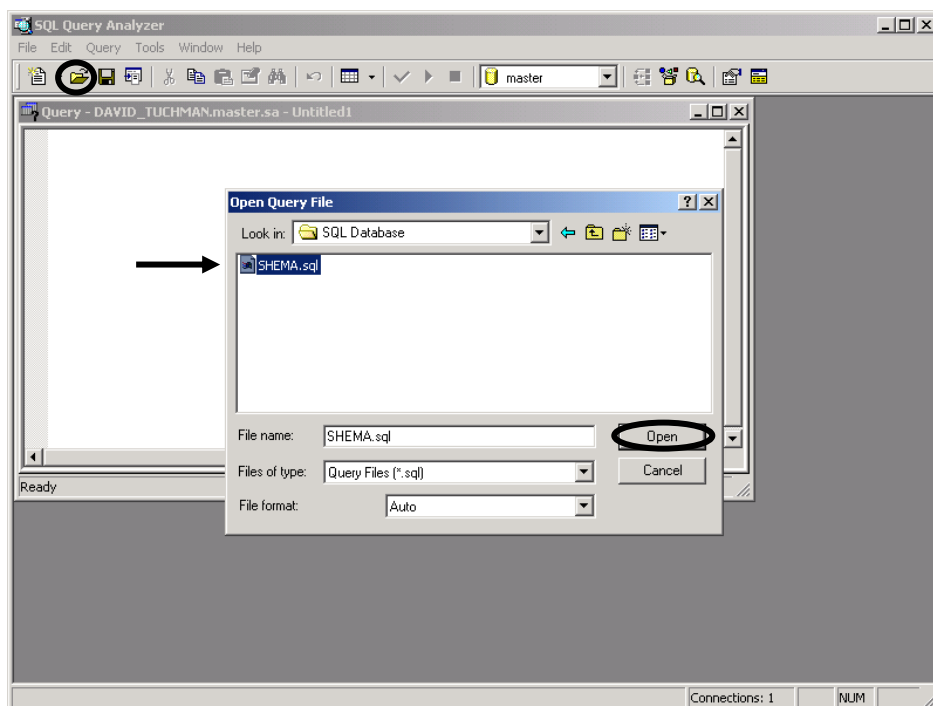 SQL Query Analyzer
File Edit Query Tools Window Help
master
Query - DAVID_TUCHMAN.master.sa - Untitled1
Open Query File
Look in: SQL Database
SHEMA.sql
File name: SHEMA.sql Open
Files of type: Query Files (*.sql) Cancel
File format: Auto
Ready
Connections: 1 NUM